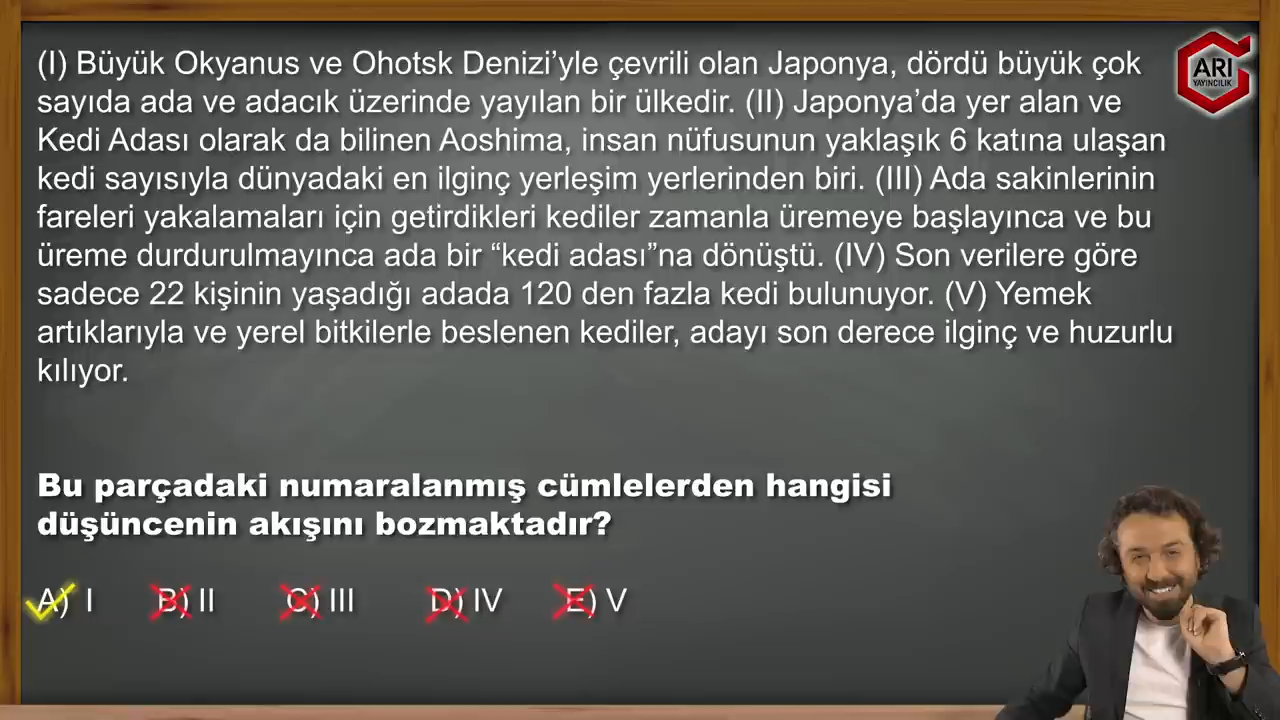 (I) Büyük Okyanus ve Ohotsk Denizi’yle çevrili olan Japonya, dördü büyük çok
sayıda ada ve adacık üzerinde yayılan bir ülkedir. (II) Japonya’da yer alan ve
Kedi Adası olarak da bilinen Aoshima, insan nüfusunun yaklaşık 6 katına ulaşan
kedi sayısıyla dünyadaki en ilginç yerleşim yerlerinden biri. (III) Ada sakinlerinin
fareleri yakalamaları için getirdikleri kediler zamanla üremeye başlayınca ve bu
üreme durdurulmayınca ada bir “kedi adası”na dönüştü. (IV) Son verilere göre
sadece 22 kişinin yaşadığı adada 120 den fazla kedi bulunuyor. (V) Yemek
artıklarıyla ve yerel bitkilerle beslenen kediler, adayı son derece ilginç ve huzurlu
kılıyor.
ARI
YAYINCILIK
Bu parçadaki numaralanmış cümlelerden hangisi
düşüncenin akışını bozmaktadır?
A) I B) II C) III D) IV E) V